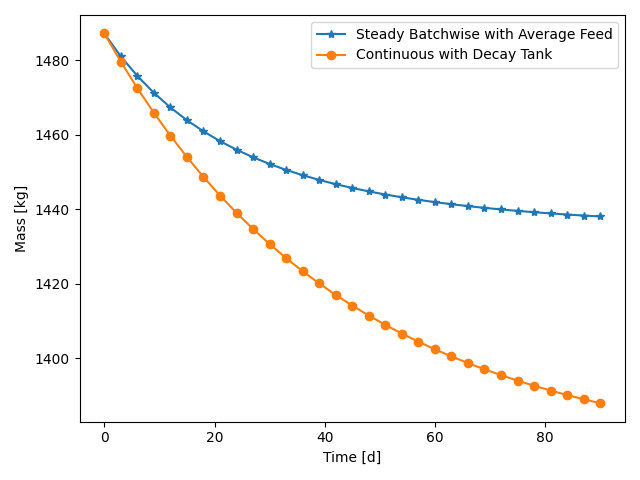 Steady Batchwise with Average Feed
Continuous with Decay Tank
Mass [kg]
1480
1460
1440
1420
1400
0 20 40 60 80
Time [d]